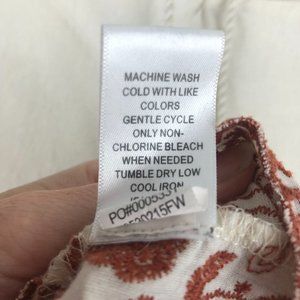 MACHINE WASH
COLD WITH LIKE
COLORS
GENTLE CYCLE
ONLY NON-
CHLORINE BLEACH
WHEN NEEDED
TUMBLE DRY LOW
COOL IRON